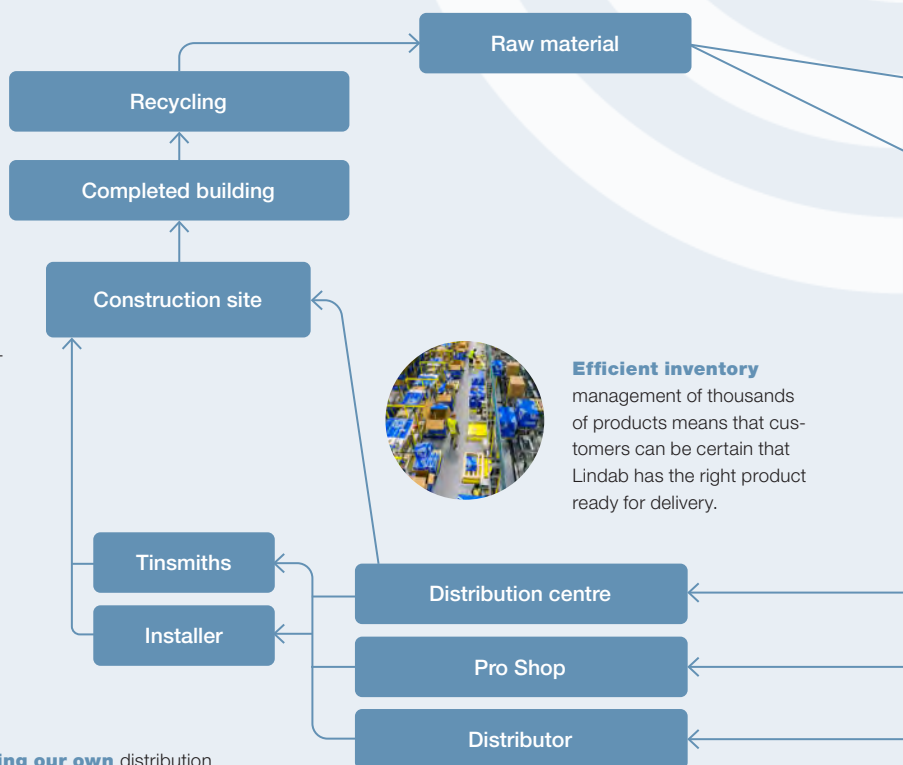 Raw material
Recycling
Completed building
Construction site
Efficient inventory
management of thousands
of products means that cus-
tomers can be certain that
Lindab has the right product
ready for delivery.
Tinsmiths
Installer
Distribution centre
Pro Shop
Distributor
our own distribution